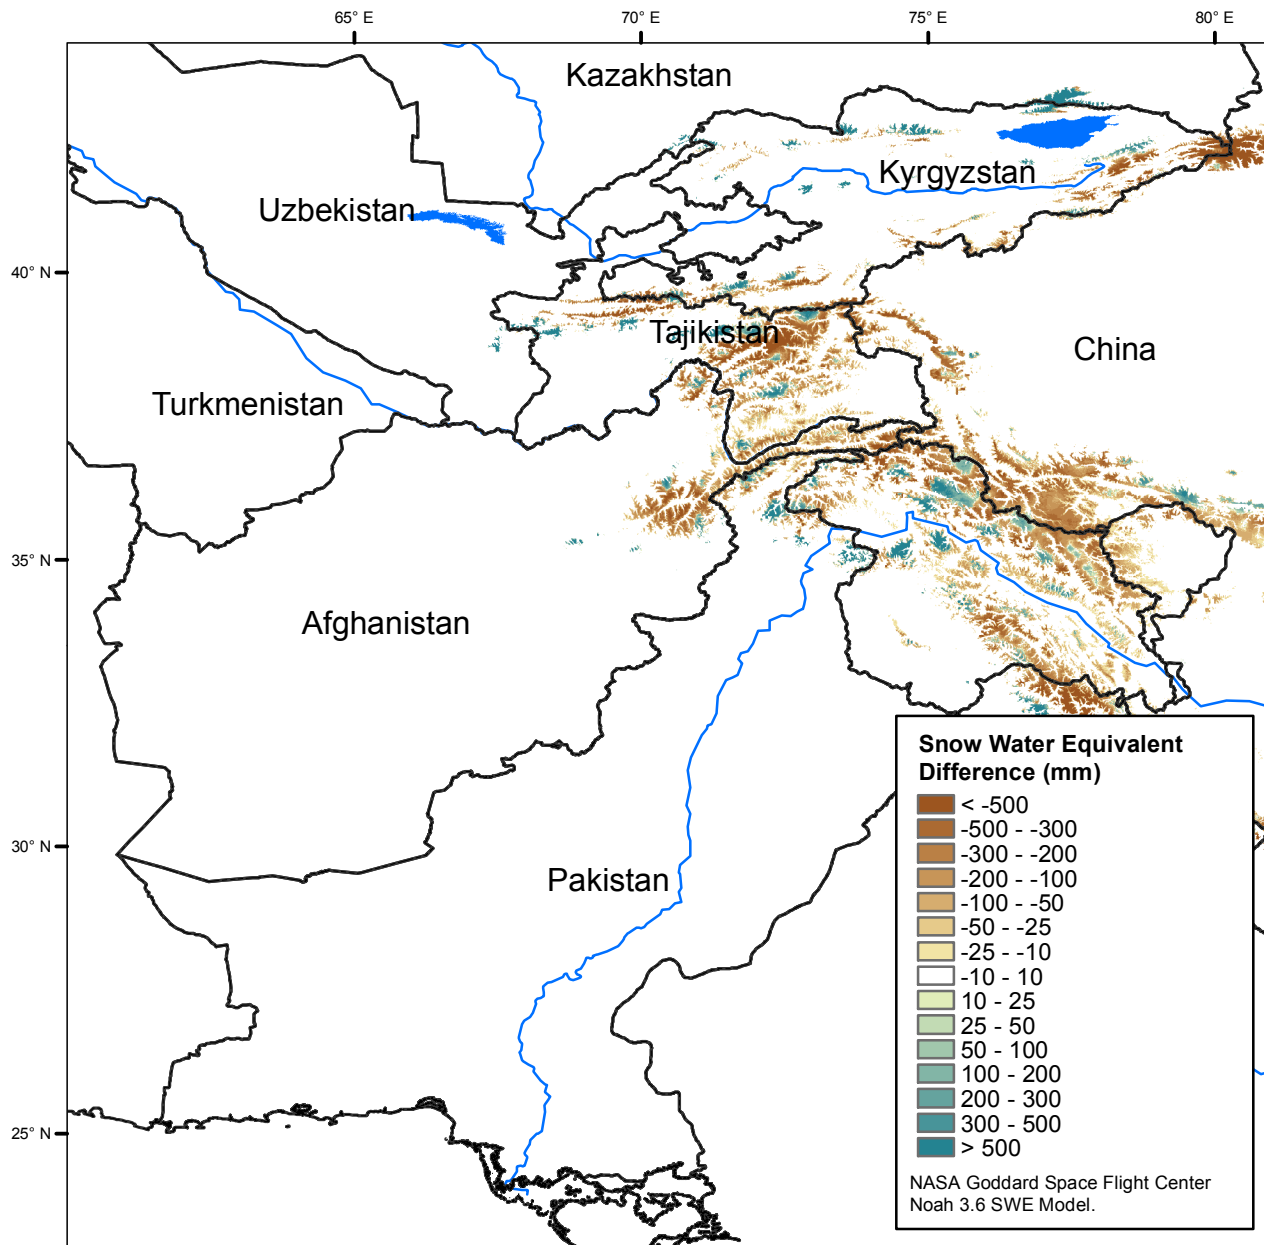 65° E
70° E
75° E
80° E
Kazakhstan
Kyrgyzstan
Uzbekistan
40° N
Tajikistan
China
Turkmenistan
35° N
Afghanistan
30° N
Pakistan
25° N
Snow Water Equivalent
Difference (mm)
< -500
-500 - -300
-300 - -200
-200 - -100
-100 - -50
-50 - -25
-25 - -10
-10 - 10
10 - 25
25 - 50
50 - 100
100 - 200
200 - 300
300 - 500
> 500
NASA Goddard Space Flight Center
Noah 3.6 SWE Model.